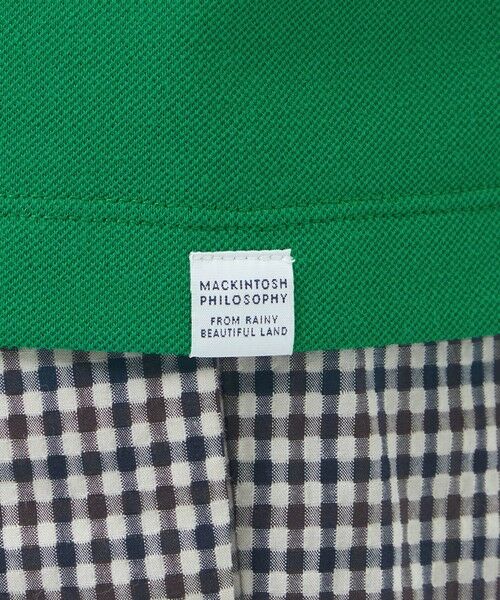 MACKINTOSH
PHILOSOPHY
FROM RAINY
BEAUTIFUL LAND